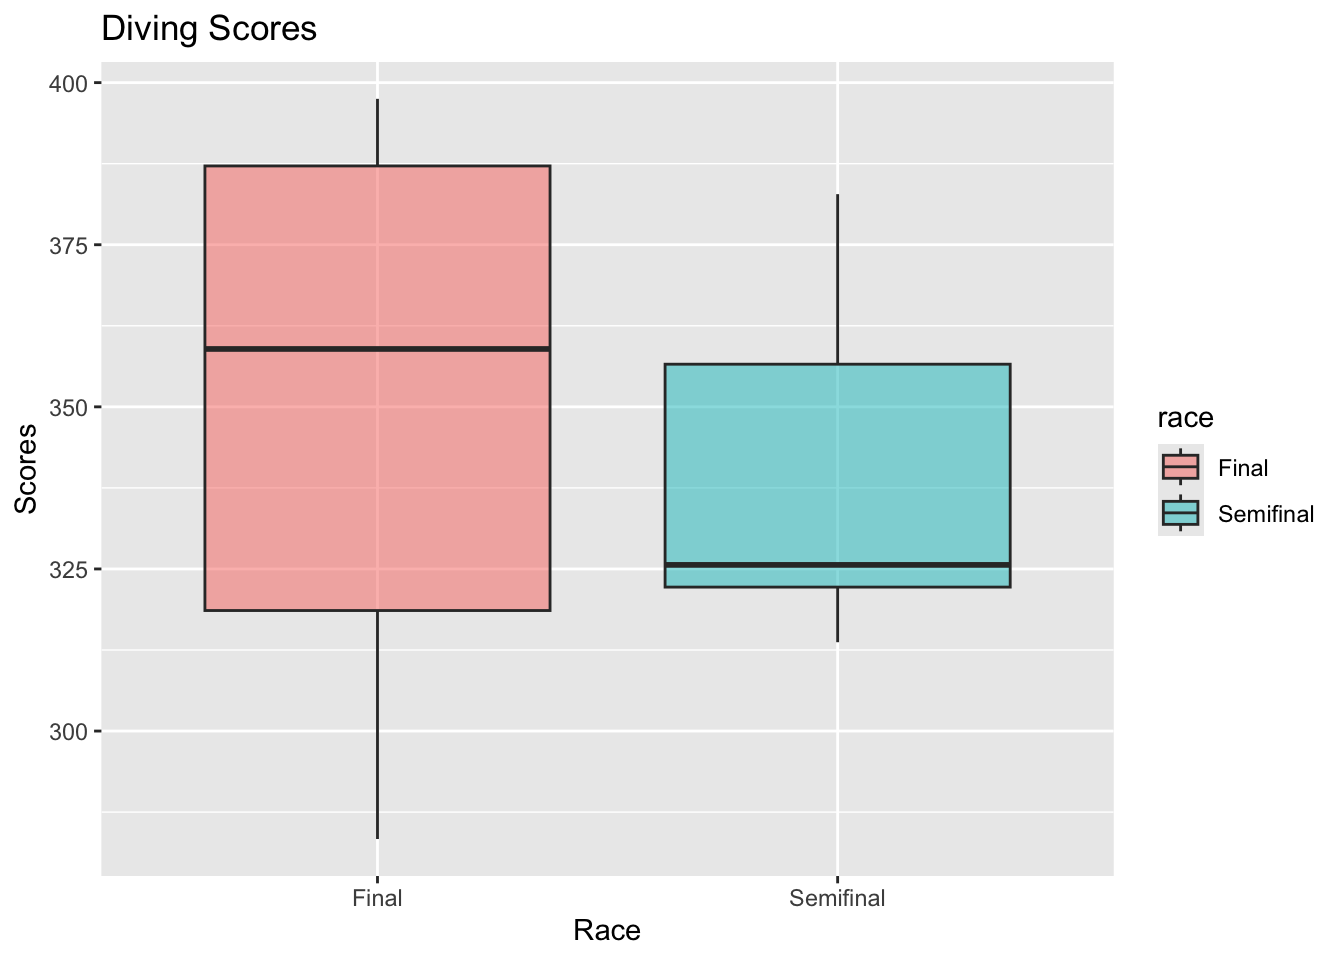 Diving Scores
400
375
350
325
300
Scores
Final
Semifinal
Race
race
Final
Semifinal